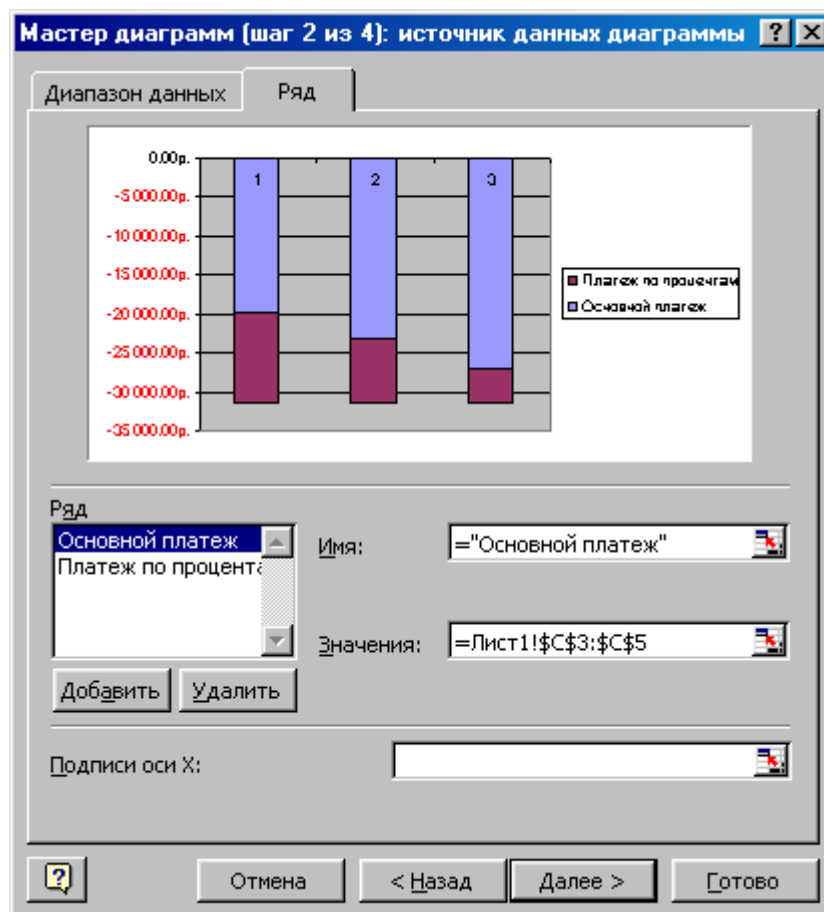 Мастер диаграмм (шаг 2 из 4): источник данных диаграммы
Диапазон данных
Ряд
0.00р.
-5 000.00р.
-10 000.00р.
-15 000.00р.
-20 000.00р.
-25 000.00р.
-30 000.00р.
-35 000.00р.
1 2 3
Платеж по процентам
Основной платеж
Ряд
Основной платеж
Платеж по процента
Имя:
="Основной платеж"
Значения:
=Лист1!$C$3:$C$5
Добавить
Удалить
Подписи оси X:
Отмена
< Назад
Далее >
Готово